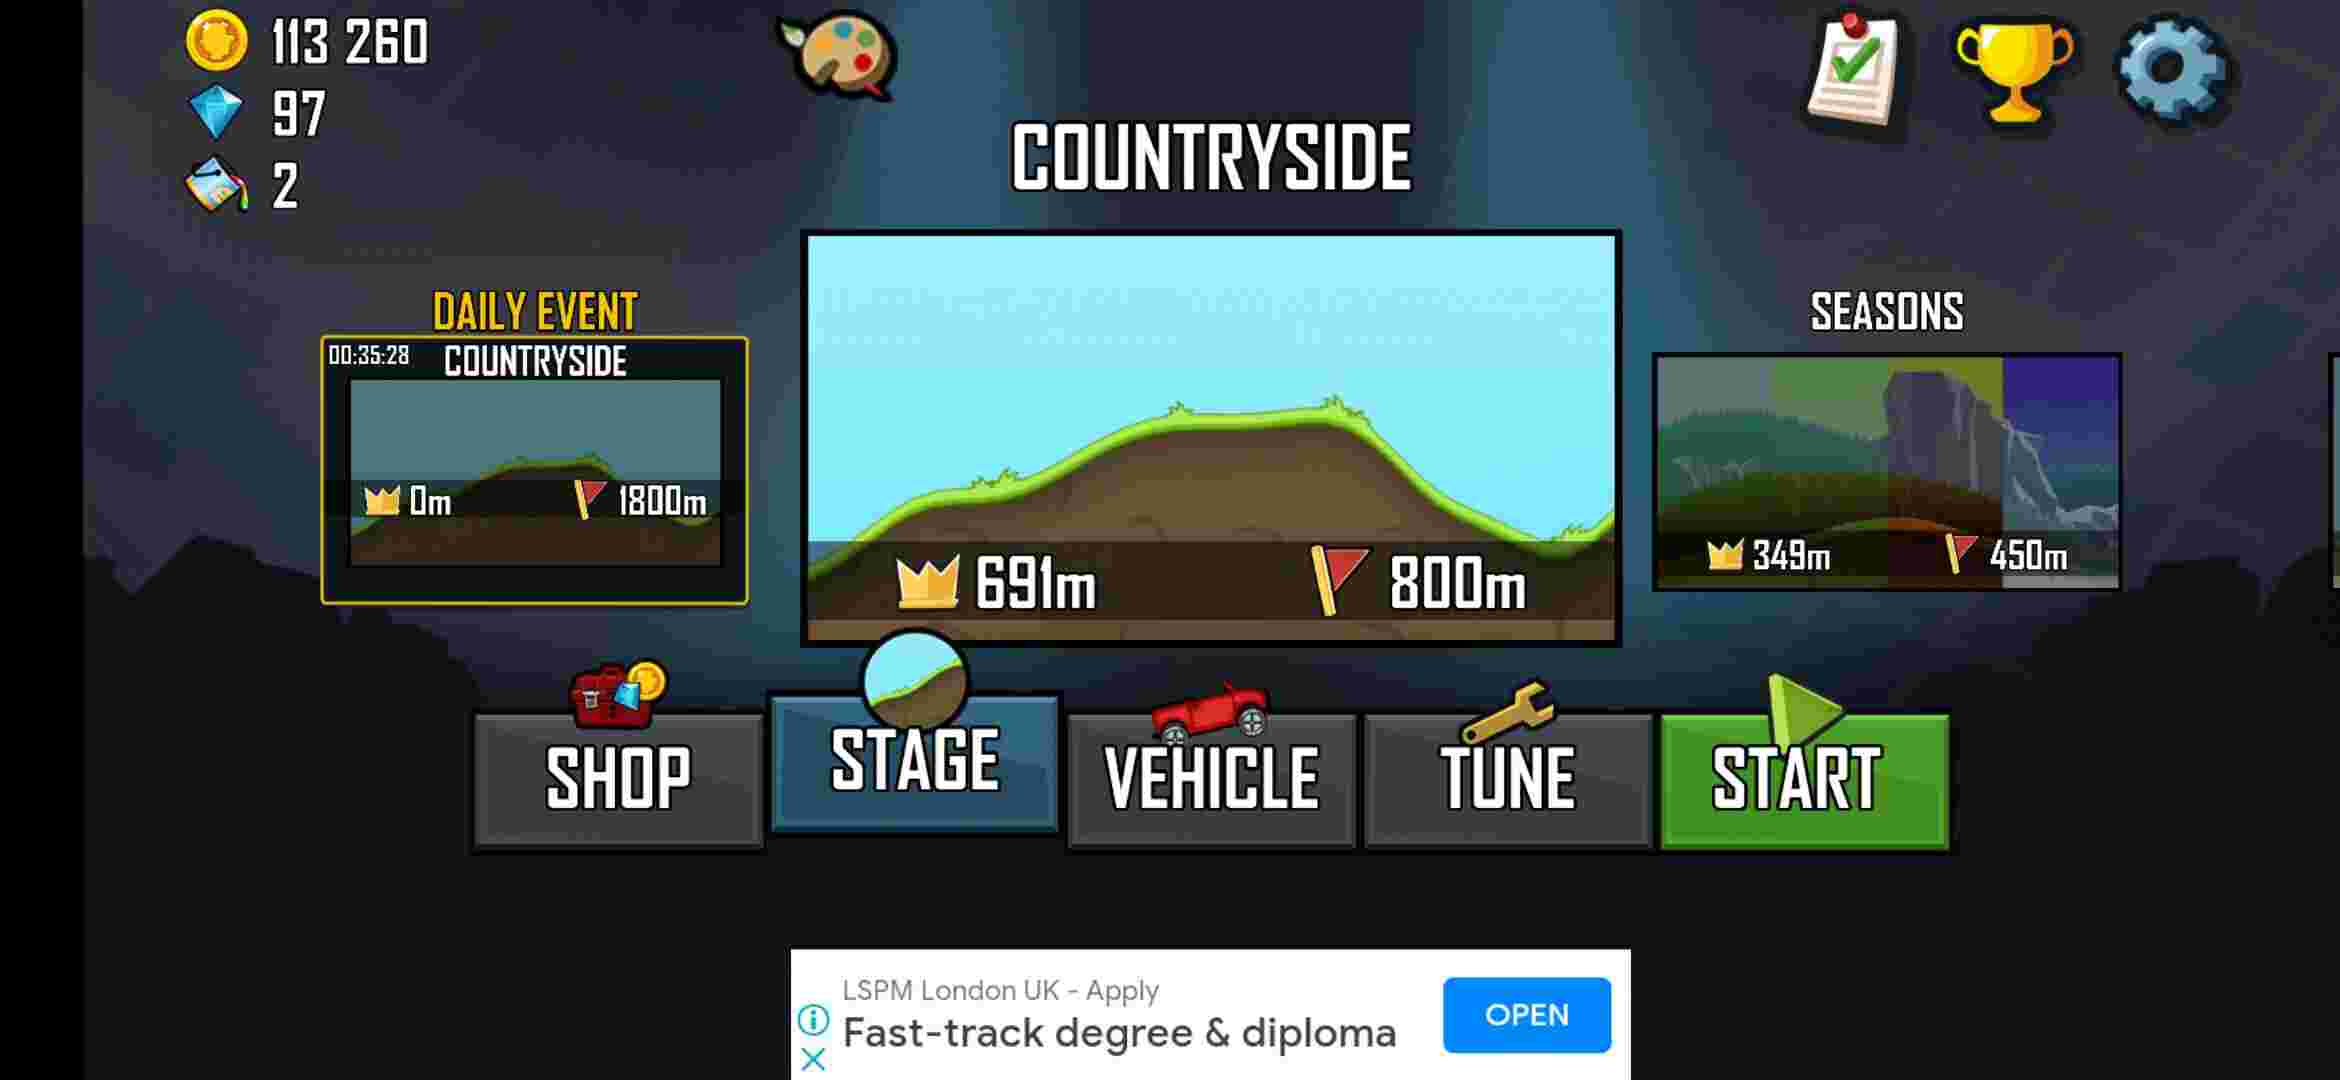 113 260
97
2
COUNTRYSIDE
DAILY EVENT
00:35:28 COUNTRYSIDE
0m 1800m
691m 800m
SEASONS
349m 450m
SHOP
STAGE
VEHICLE
TUNE
START
LSPM London UK - Apply
Fast-track degree & diploma
OPEN